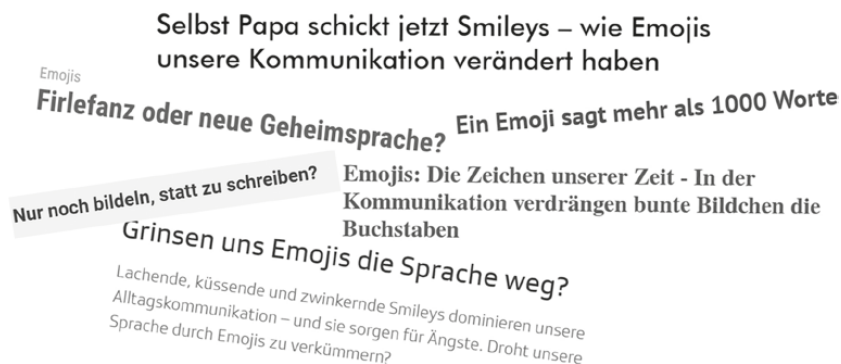 Selbst Papa schickt jetzt Smileys – wie Emojis
unsere Kommunikation verändert haben
Emojis
Firlefanz oder neue Geheimsprache?
Ein Emoji sagt mehr als 1000 Worte
Nur noch bildeln, statt zu schreiben?
Emojis: Die Zeichen unserer Zeit - In der
Kommunikation verdrängen bunte Bildchen die
Buchstaben
Grinsen uns Emojis die Sprache weg?
Lachende, küssende und zwinkernde Smileys dominieren unsere
Alltagskommunikation – und sie sorgen für Ängste. Droht unsere
Sprache durch Emojis zu verkümmern?